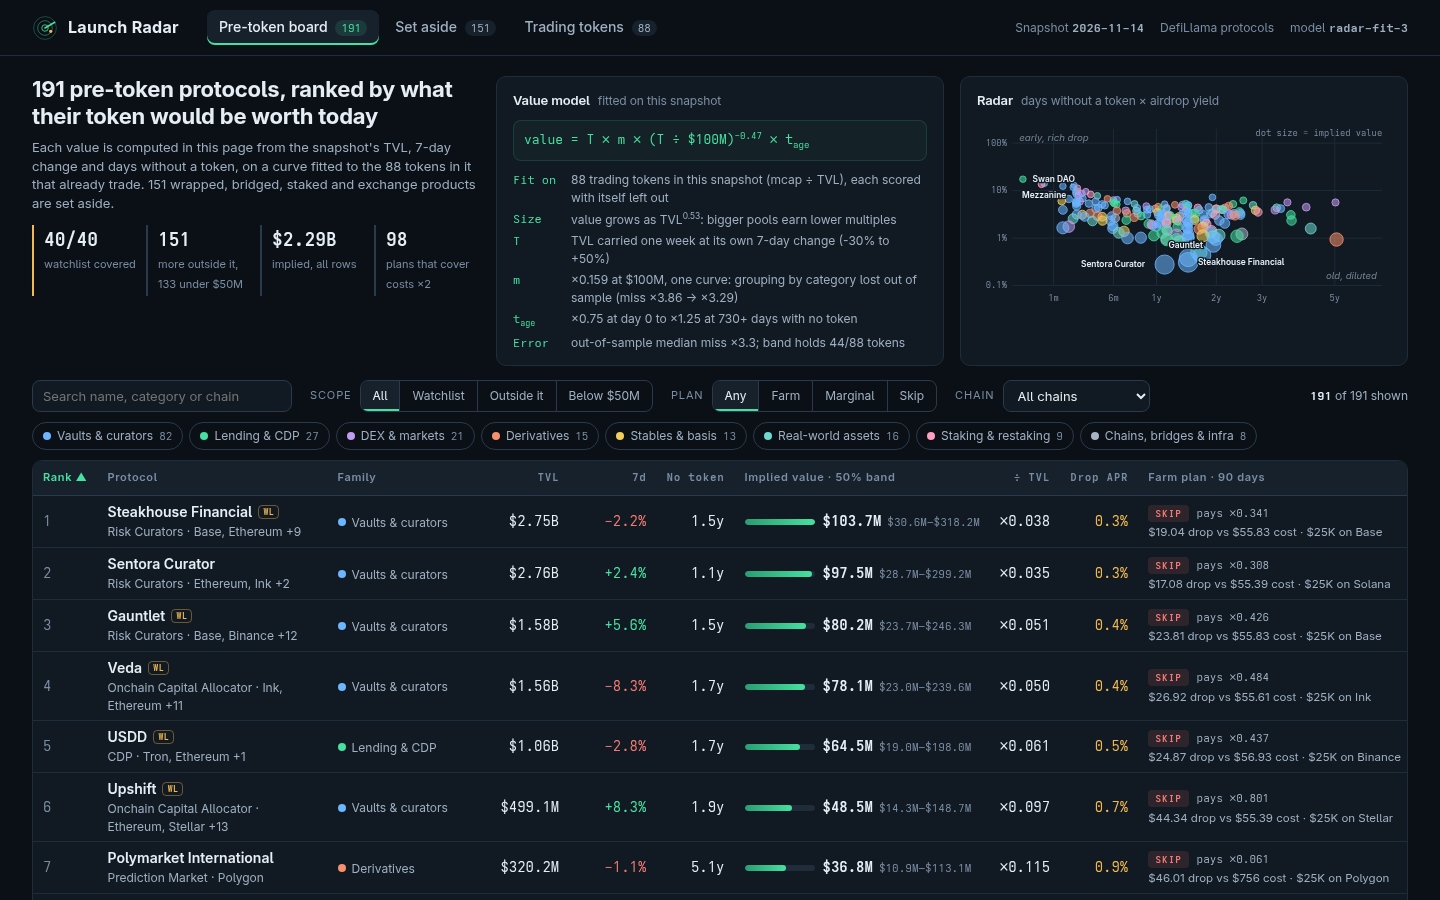 Launch Radar
Pre-token board 191
Set aside 151
Trading tokens 88
Snapshot 2026-11-14 DefiLlama protocols model radar-fit-3
191 pre-token protocols, ranked by what
their token would be worth today
Each value is computed in this page from the snapshot's TVL, 7-day
change and days without a token, on a curve fitted to the 88 tokens in it
that already trade. 151 wrapped, bridged, staked and exchange products
are set aside.
40/40
watchlist covered
151
more outside it,
133 under $50M
$2.29B
implied, all rows
98
plans that cover
costs ×2
Value model fitted on this snapshot
value = T × m × (T ÷ $100M)−0.47 × tage
Fit on 88 trading tokens in this snapshot (mcap ÷ TVL), each scored
with itself left out
Size value grows as TVL0.53: bigger pools earn lower multiples
T TVL carried one week at its own 7-day change (-30% to
+50%)
m ×0.159 at $100M, one curve: grouping by category lost out of
sample (miss ×3.86 → ×3.29)
tage ×0.75 at day 0 to ×1.25 at 730+ days with no token
Error out-of-sample median miss ×3.3; band holds 44/88 tokens
Radar days without a token × airdrop yield
early, rich drop
dot size = implied value
100%
10%
1%
0.1%
Swan DAO
Mezzanine
Gauntlet
Sentora Curator
Steakhouse Financial
old, diluted
1m 6m 1y 2y 3y 5y
Search name, category or chain
SCOPE All Watchlist Outside it Below $50M
PLAN Any Farm Marginal Skip
CHAIN All chains
191 of 191 shown
Vaults & curators 82
Lending & CDP 27
DEX & markets 21
Derivatives 15
Stables & basis 13
Real-world assets 16
Staking & restaking 9
Chains, bridges & infra 8
Rank ▲ Protocol Family TVL 7d No token Implied value · 50% band ÷ TVL Drop APR Farm plan · 90 days
1 Steakhouse Financial WL Vaults & curators $2.75B −2.2% 1.5y $103.7M $30.6M–$318.2M ×0.038 0.3% SKIP pays ×0.341
Risk Curators · Base, Ethereum +9 $19.04 drop vs $55.83 cost · $25K on Base
2 Sentora Curator Vaults & curators $2.76B +2.4% 1.1y $97.5M $28.7M–$299.2M ×0.035 0.3% SKIP pays ×0.308
Risk Curators · Ethereum, Ink +2 $17.08 drop vs $55.39 cost · $25K on Solana
3 Gauntlet WL Vaults & curators $1.58B +5.6% 1.5y $80.2M $23.7M–$246.3M ×0.051 0.4% SKIP pays ×0.426
Risk Curators · Base, Binance +12 $23.81 drop vs $55.83 cost · $25K on Base
4 Veda WL Vaults & curators $1.56B −8.3% 1.7y $78.1M $23.0M–$239.6M ×0.050 0.4% SKIP pays ×0.484
Onchain Capital Allocator · Ink,
Ethereum +11 $26.92 drop vs $55.61 cost · $25K on Ink
5 USDD WL Lending & CDP $1.06B −2.8% 1.7y $64.5M $19.0M–$198.0M ×0.061 0.5% SKIP pays ×0.437
CDP · Tron, Ethereum +1 $24.87 drop vs $56.93 cost · $25K on Binance
6 Upshift WL Vaults & curators $499.1M +8.3% 1.9y $48.5M $14.3M–$148.7M ×0.097 0.7% SKIP pays ×0.801
Onchain Capital Allocator ·
Ethereum, Stellar +13 $44.34 drop vs $55.39 cost · $25K on Stellar
7 Polymarket International Derivatives $320.2M −1.1% 5.1y $36.8M $10.9M–$113.1M ×0.115 0.9% SKIP pays ×0.061
Prediction Market · Polygon $46.01 drop vs $756 cost · $25K on Polygon